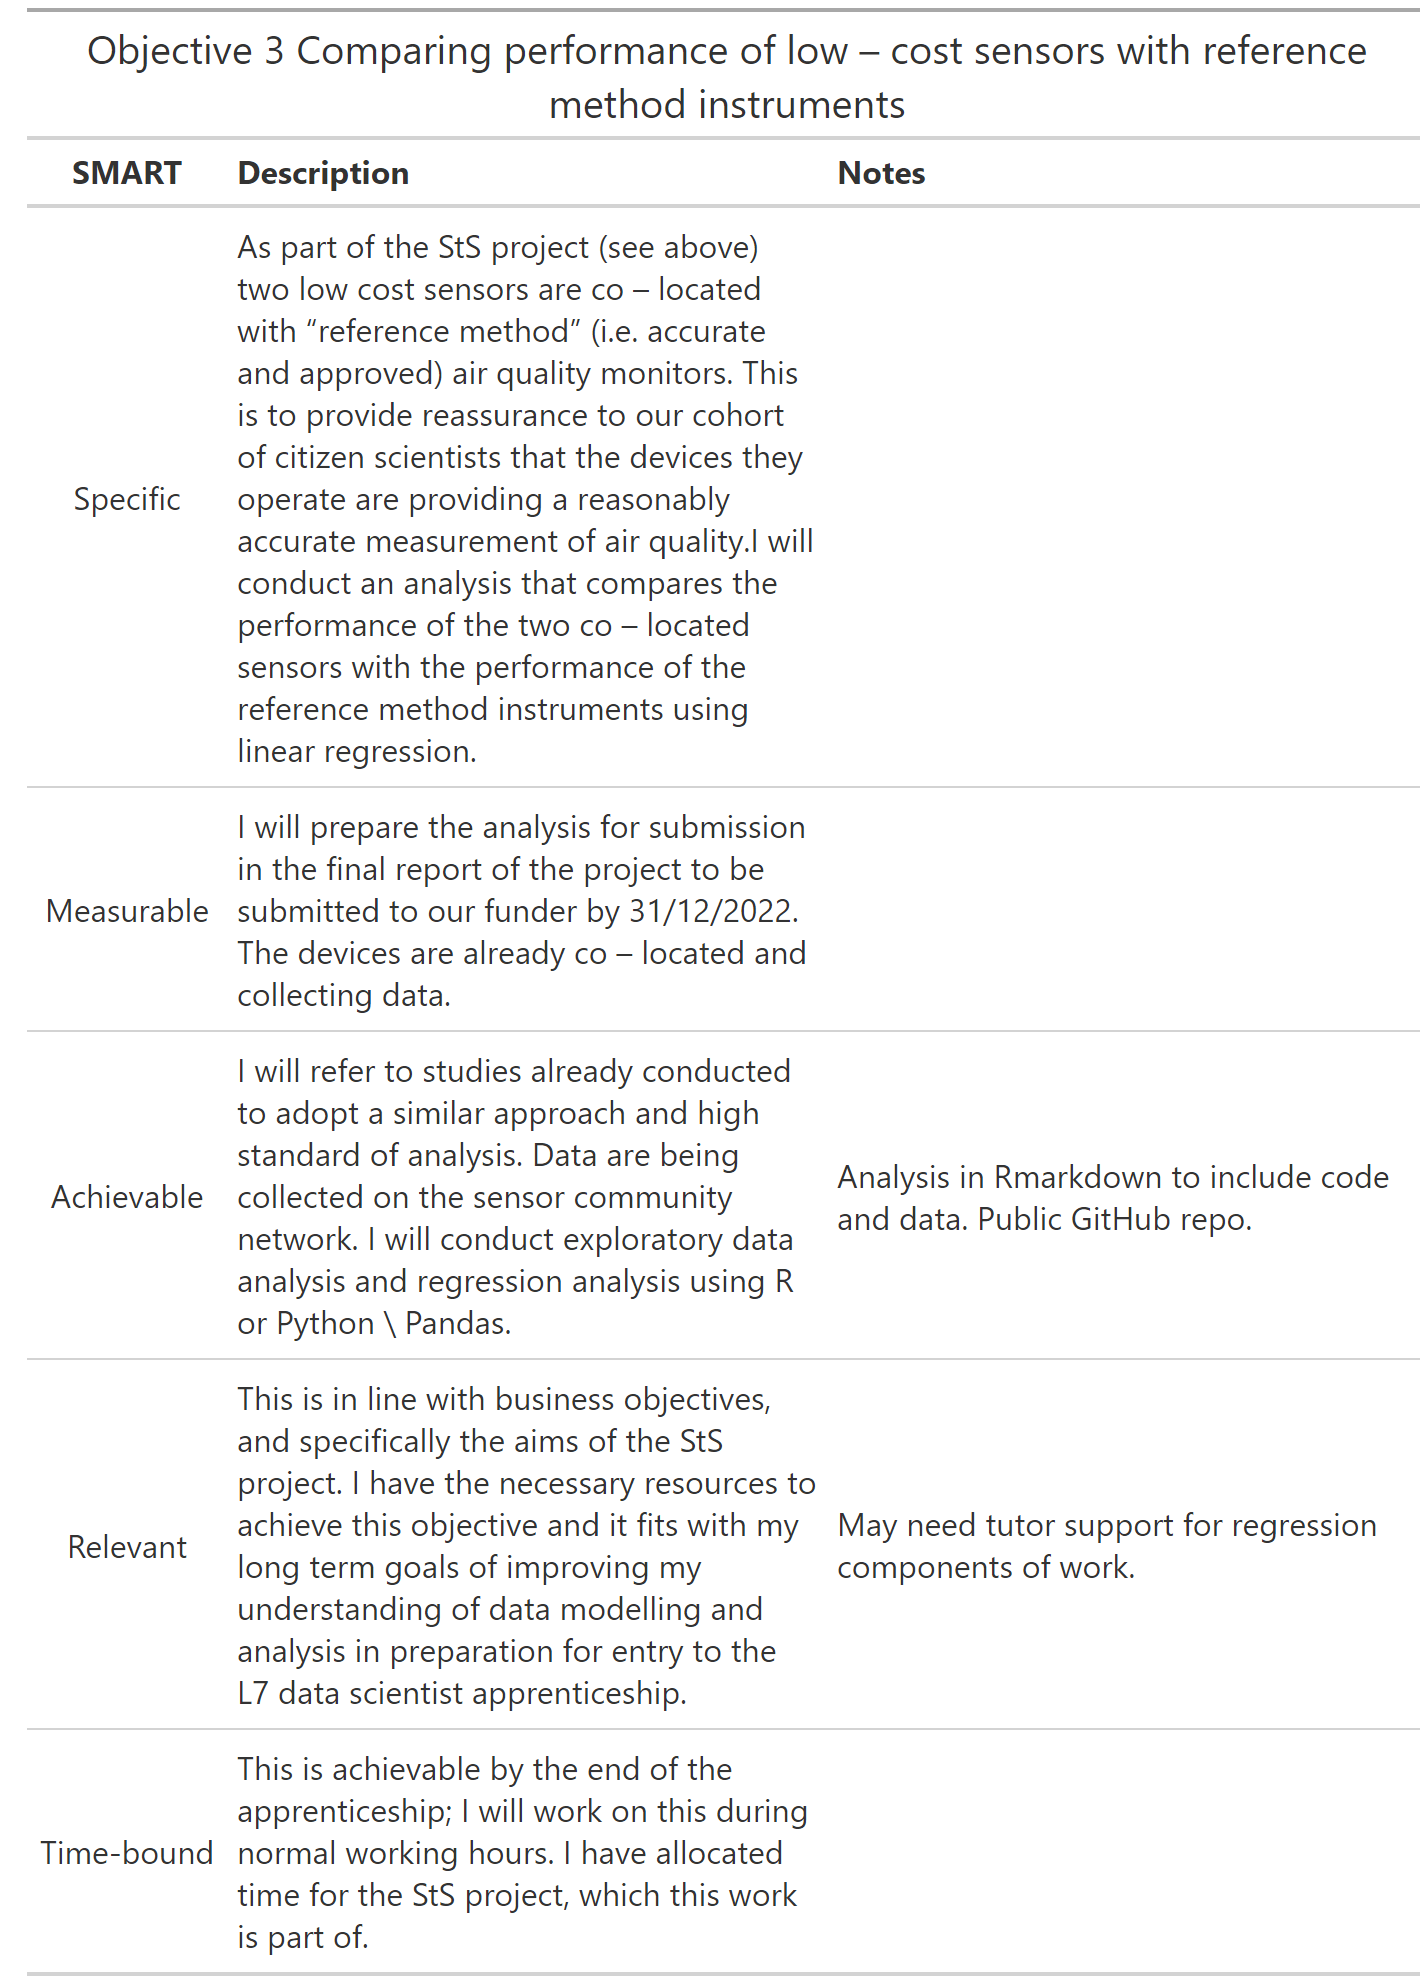 Objective 3 Comparing performance of low – cost sensors with reference
method instruments
SMART Description Notes
Specific
As part of the StS project (see above)
two low cost sensors are co – located
with “reference method” (i.e. accurate
and approved) air quality monitors. This
is to provide reassurance to our cohort
of citizen scientists that the devices they
operate are providing a reasonably
accurate measurement of air quality.I will
conduct an analysis that compares the
performance of the two co – located
sensors with the performance of the
reference method instruments using
linear regression.
Measurable
I will prepare the analysis for submission
in the final report of the project to be
submitted to our funder by 31/12/2022.
The devices are already co – located and
collecting data.
Achievable
I will refer to studies already conducted
to adopt a similar approach and high
standard of analysis. Data are being
collected on the sensor community
network. I will conduct exploratory data
analysis and regression analysis using R
or Python \ Pandas.
Analysis in Rmarkdown to include code
and data. Public GitHub repo.
Relevant
This is in line with business objectives,
and specifically the aims of the StS
project. I have the necessary resources to
achieve this objective and it fits with my
long term goals of improving my
understanding of data modelling and
analysis in preparation for entry to the
L7 data scientist apprenticeship.
May need tutor support for regression
components of work.
Time-bound
This is achievable by the end of the
apprenticeship; I will work on this during
normal working hours. I have allocated
time for the StS project, which this work
is part of.